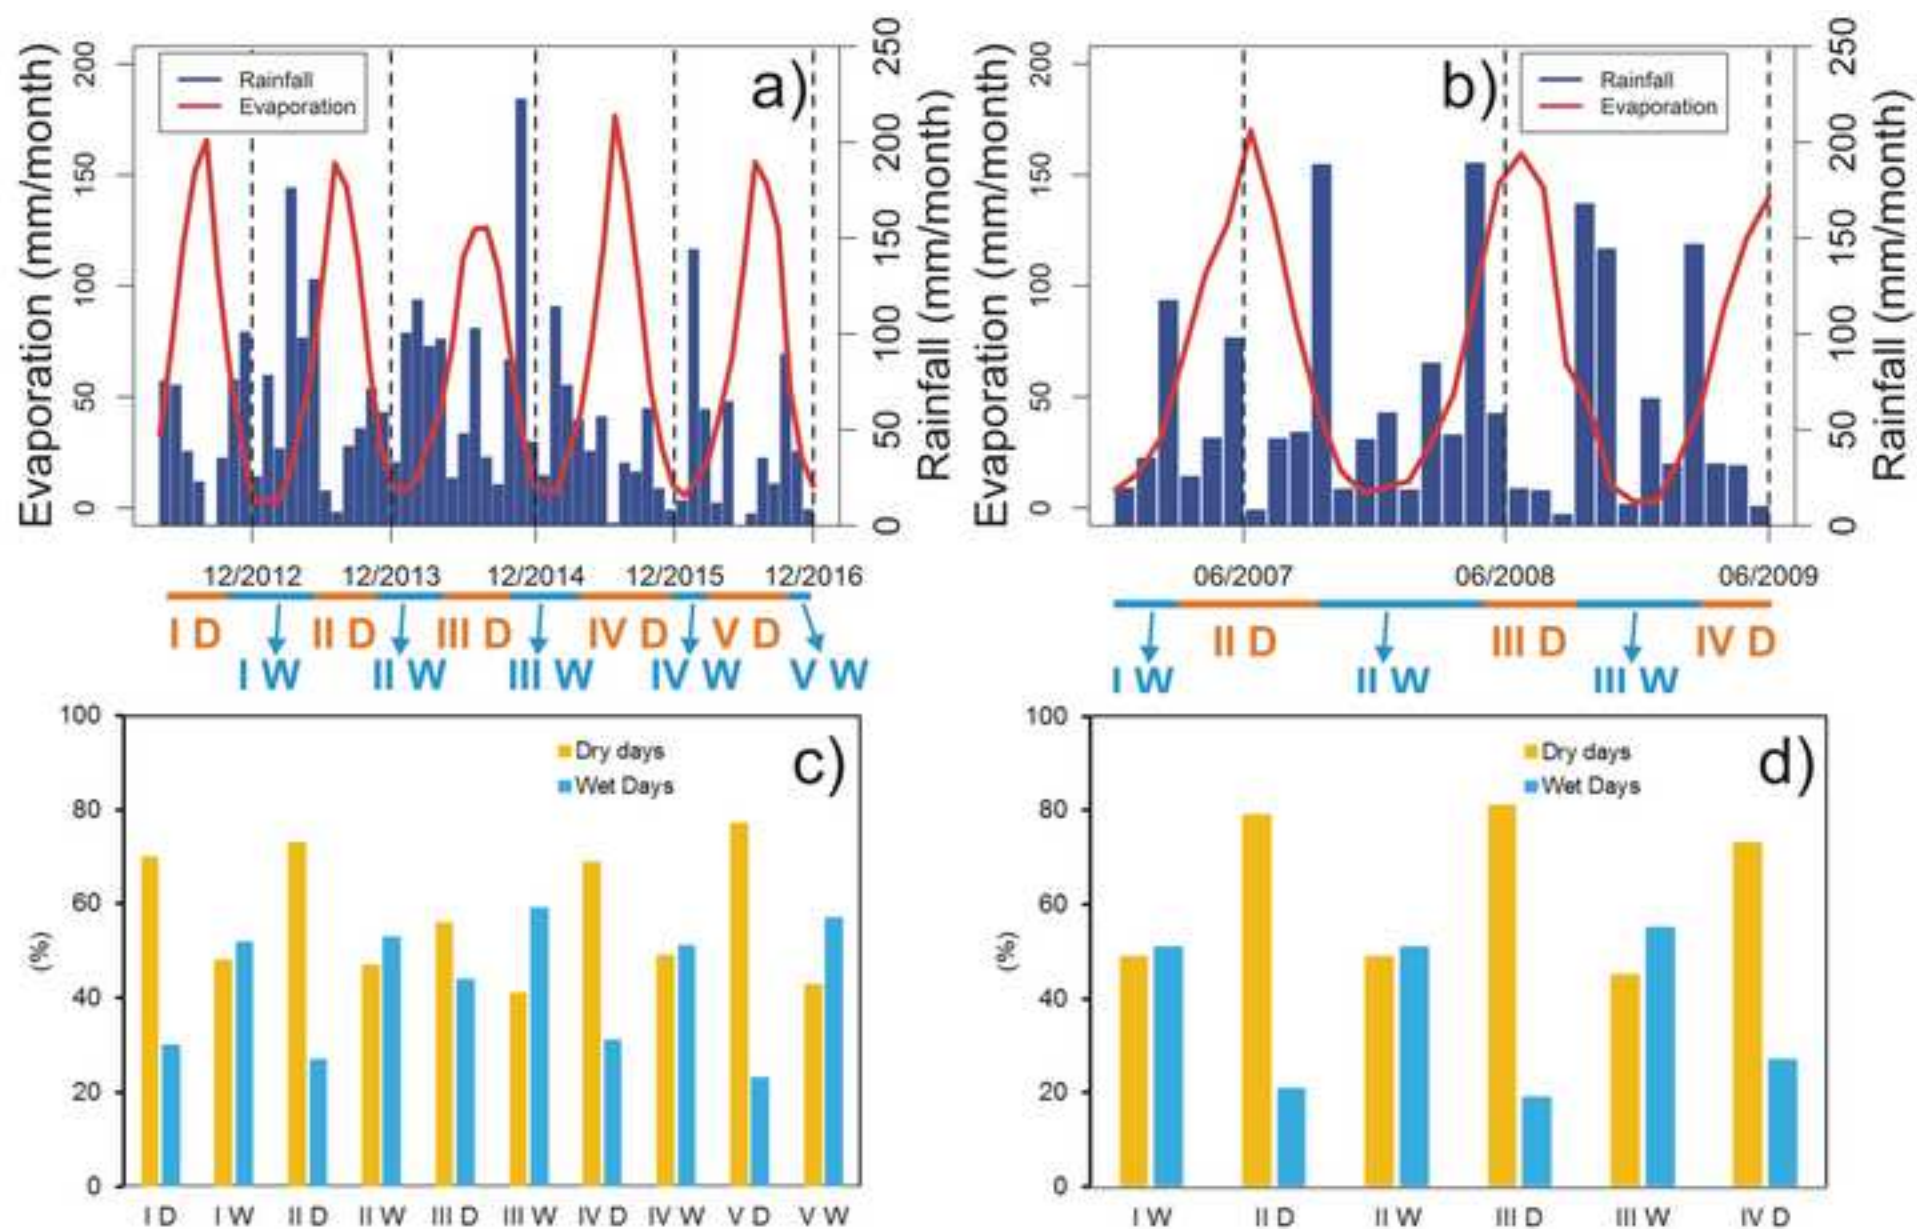 Evaporation (mm/month)
200
150
100
50
0
Rainfall
Evaporation
a)
250
200
150
100
50
0
Rainfall (mm/month)
12/2012 12/2013 12/2014 12/2015 12/2016
I D II D III D IV D V D
I W II W III W IV W V W
Evaporation (mm/month)
200
150
100
50
0
b)
Rainfall
Evaporation
250
200
150
100
50
0
Rainfall (mm/month)
06/2007 06/2008 06/2009
II D III D IV D
I W II W III W
100
80
60
40
20
0
(%)
Dry days
Wet Days
c)
I D I W II D II W III D III W IV D IV W V D V W
100
80
60
40
20
0
(%)
Dry days
Wet Days
d)
I W II D II W III D III W IV D